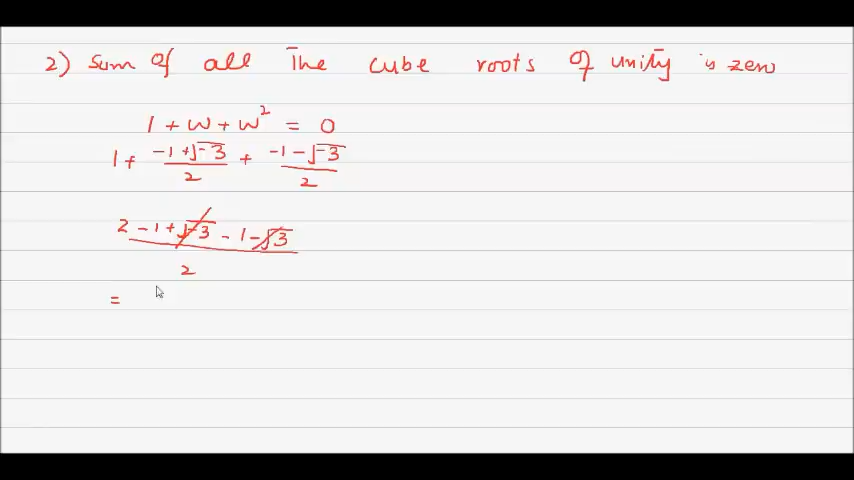 2) Sum of all The cube roots of unity is zero
1 + w + w² = 0
1 + (-1+√-3)/2 + (-1-√-3)/2
(2 - 1 + √-3 - 1 - √3)/2
=